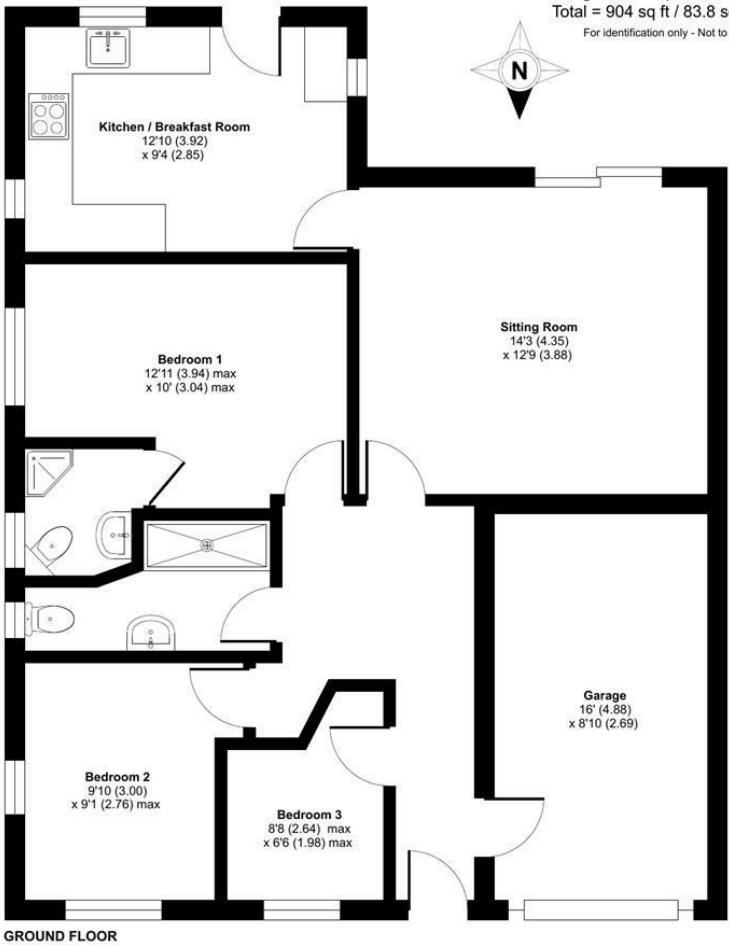 Total = 904 sq ft / 83.8 s
For identification only - Not to
N
Kitchen / Breakfast Room
12'10 (3.92)
x 9'4 (2.85)
Sitting Room
14'3 (4.35)
x 12'9 (3.88)
Bedroom 1
12'11 (3.94) max
x 10' (3.04) max
Garage
16' (4.88)
x 8'10 (2.69)
Bedroom 2
9'10 (3.00)
x 9'1 (2.76) max
Bedroom 3
8'8 (2.64) max
x 6'6 (1.98) max
GROUND FLOOR